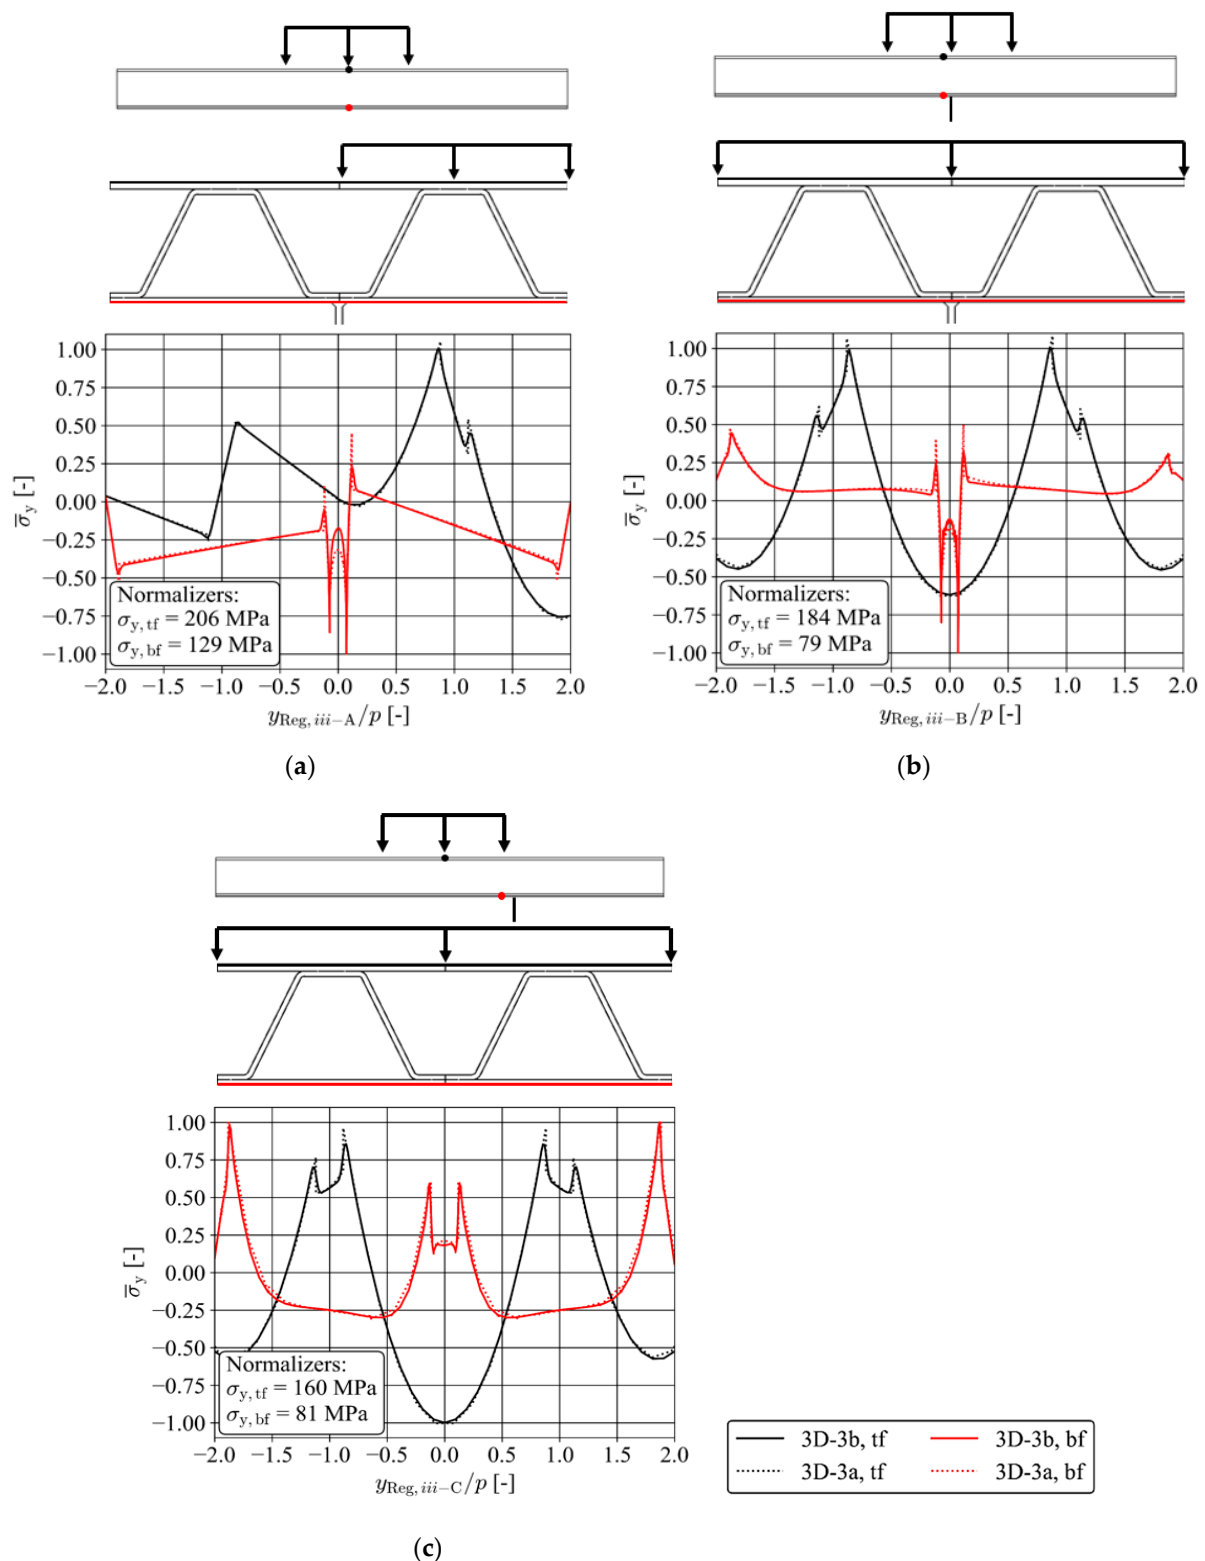 1.00
0.75
0.50
0.25
0.00
−0.25
−0.50
−0.75
−1.00
σ̿y [-]
Normalizers:
σy, tf = 206 MPa
σy, bf = 129 MPa
−2.0 −1.5 −1.0 −0.5 0.0 0.5 1.0 1.5 2.0
yReg, iii−A/p [-]
(a)
1.00
0.75
0.50
0.25
0.00
−0.25
−0.50
−0.75
−1.00
σ̿y [-]
Normalizers:
σy, tf = 184 MPa
σy, bf = 79 MPa
−2.0 −1.5 −1.0 −0.5 0.0 0.5 1.0 1.5 2.0
yReg, iii−B/p [-]
(b)
1.00
0.75
0.50
0.25
0.00
−0.25
−0.50
−0.75
−1.00
σ̿y [-]
Normalizers:
σy, tf = 160 MPa
σy, bf = 81 MPa
−2.0 −1.5 −1.0 −0.5 0.0 0.5 1.0 1.5 2.0
yReg, iii−C/p [-]
(c)
3D-3b, tf 3D-3b, bf
3D-3a, tf 3D-3a, bf